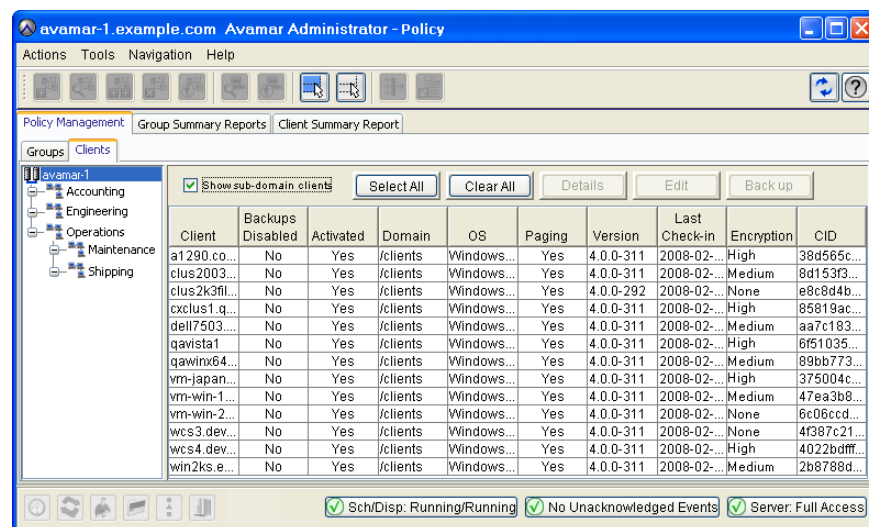 avamar-1.example.com Avamar Administrator - Policy
Actions Tools Navigation Help
Policy Management Group Summary Reports Client Summary Report
Groups Clients
avamar-1
Accounting
Engineering
Operations
Maintenance
Shipping
Show sub-domain clients Select All Clear All Details Edit Back up
Client Backups Disabled Activated Domain OS Paging Version Last Check-in Encryption CID
a1290.co... No Yes /clients Windows... Yes 4.0.0-311 2008-02-... High 38d565c...
clus2003... No Yes /clients Windows... Yes 4.0.0-311 2008-02-... Medium 8d153f3...
clus2k3fil... No Yes /clients Windows... Yes 4.0.0-292 2008-02-... None e8c8d4b...
cxclus1.q... No Yes /clients Windows... Yes 4.0.0-311 2008-02-... High 85819ac...
dell7503.... No Yes /clients Windows... Yes 4.0.0-311 2008-02-... Medium aa7c183...
qavista1 No Yes /clients Windows... Yes 4.0.0-311 2008-02-... High 6f51035...
qawinx64... No Yes /clients Windows... Yes 4.0.0-311 2008-02-... Medium 89bb773...
vm-japan... No Yes /clients Windows... Yes 4.0.0-311 2008-02-... High 375004c...
vm-win-1... No Yes /clients Windows... Yes 4.0.0-311 2008-02-... Medium 47ea3b8...
vm-win-2... No Yes /clients Windows... Yes 4.0.0-311 2008-02-... None 6c06ccd...
wcs3.dev... No Yes /clients Windows... Yes 4.0.0-311 2008-02-... None 4f387c21...
wcs4.dev... No Yes /clients Windows... Yes 4.0.0-311 2008-02-... High 4022bdfff...
win2ks.e... No Yes /clients Windows... Yes 4.0.0-311 2008-02-... Medium 2b8788d...
Sch/Disp: Running/Running No Unacknowledged Events Server: Full Access